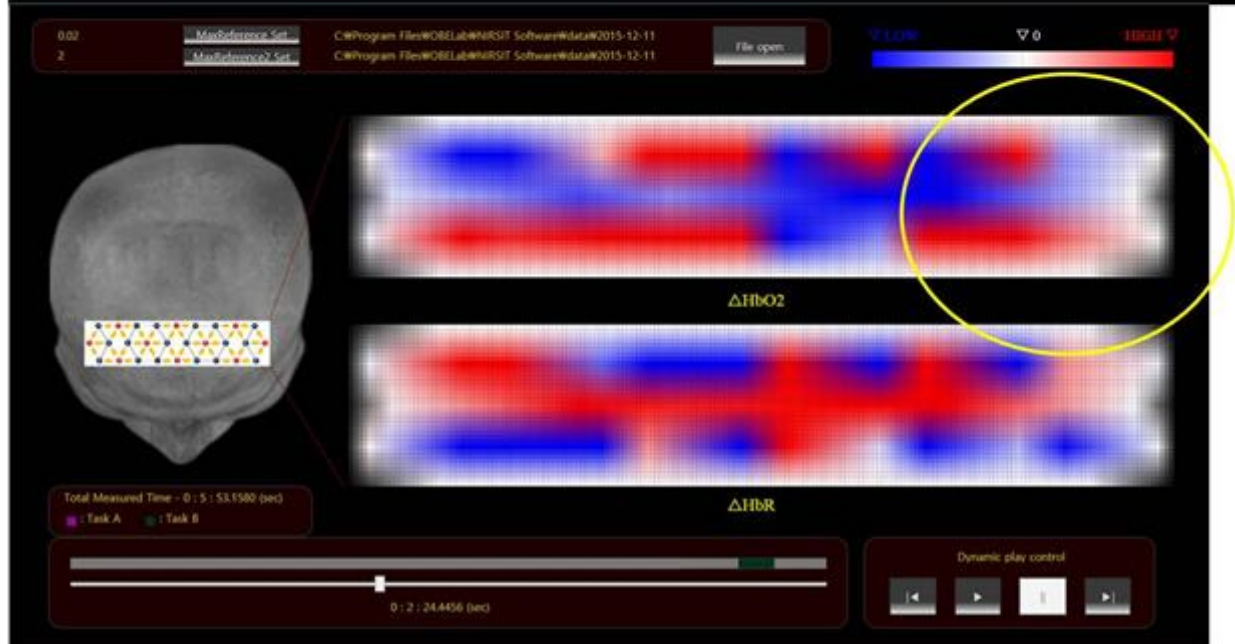 0.02
MaxReference Set
C:₩Program Files₩OBELab₩NIRSIT Software₩data₩2015-12-11
File open
▽ LOW
▽ 0
HIGH ▽
2
MaxReference2 Set
C:₩Program Files₩OBELab₩NIRSIT Software₩data₩2015-12-11
△HbO2
△HbR
Total Measured Time - 0 : 5 : 53.1580 (sec)
: Task A
: Task B
0 : 2 : 24.4456 (sec)
Dynamic play control